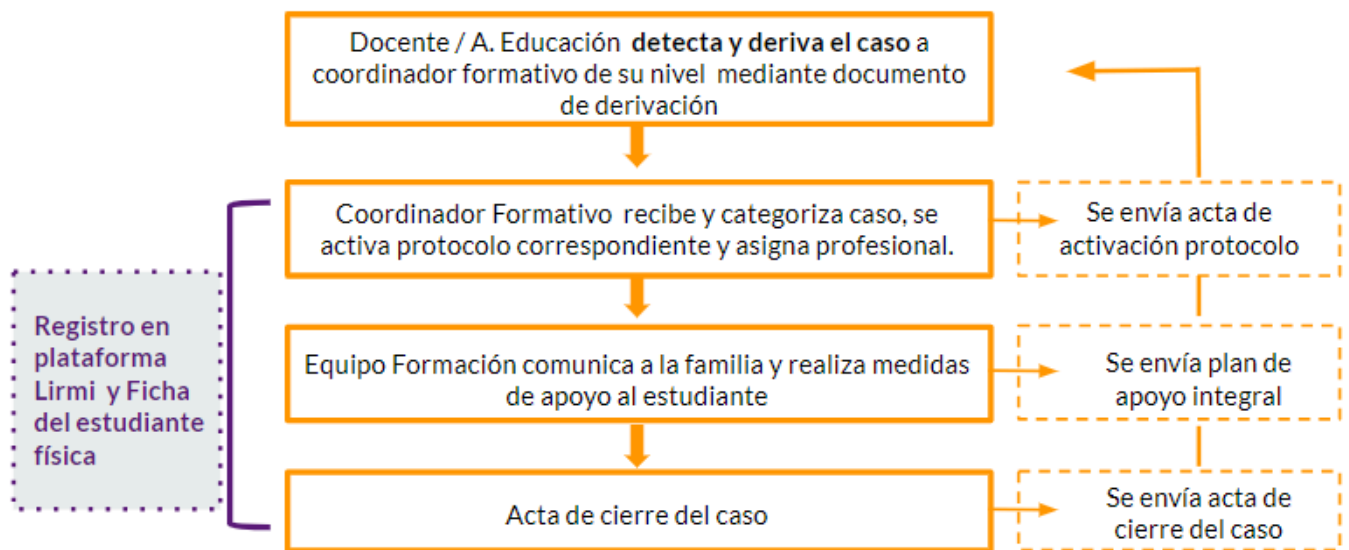 Docente / A. Educación detecta y deriva el caso a
coordinador formativo de su nivel mediante documento
de derivación
Coordinador Formativo recibe y categoriza caso, se
activa protocolo correspondiente y asigna profesional.
Se envía acta de
activación protocolo
Registro en
plataforma
Lirmi y Ficha
del estudiante
física
Equipo Formación comunica a la familia y realiza medidas
de apoyo al estudiante
Se envía plan de
apoyo integral
Acta de cierre del caso
Se envía acta de
cierre del caso